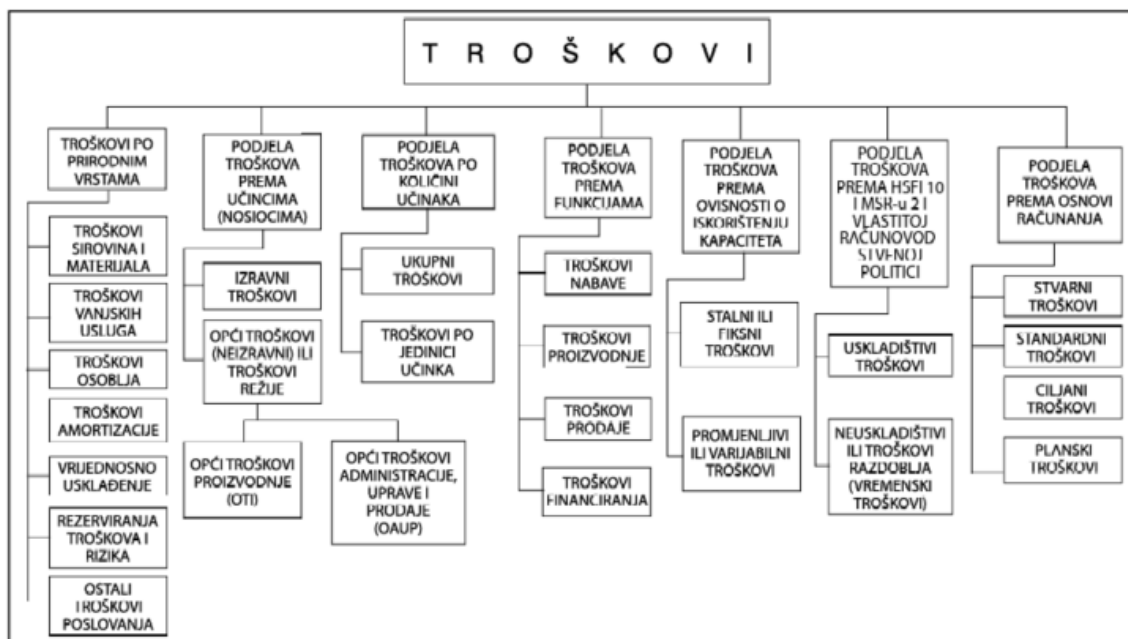 T R O Š K O V I
TROŠKOVI PO
PRIRODNIM
VRSTAMA
TROŠKOVI
SIROVINA I
MATERIJALA
TROŠKOVI
VANJSKIH
USLUGA
TROŠKOVI
OSOBLJA
TROŠKOVI
AMORTIZACIJE
VRIJEDNOSNO
USKLAĐENJE
REZERVIRANJA
TROŠKOVA I
RIZIKA
OSTALI
TROŠKOVI
POSLOVANJA
PODJELA
TROŠKOVA
PREMA
UČINCIMA
(NOSIOCIMA)
IZRAVNI
TROŠKOVI
OPĆI TROŠKOVI
(NEIZRAVNI) ILI
TROŠKOVI
REŽIJE
OPĆI TROŠKOVI
PROIZVODNJE
(OTI)
OPĆI TROŠKOVI
ADMINISTRACIJE,
UPRAVE I
PRODAJE
(OAUP)
PODJELA
TROŠKOVA PO
KOLIČINI
UČINAKA
UKUPNI
TROŠKOVI
TROŠKOVI PO
JEDINICI
UČINKA
PODJELA
TROŠKOVA
PREMA
FUNKCIJAMA
TROŠKOVI
NABAVE
TROŠKOVI
PROIZVODNJE
TROŠKOVI
PRODAJE
TROŠKOVI
FINANCIRANJA
PODJELA
TROŠKOVA
PREMA
OVISNOSTI O
ISKORIŠTENJU
KAPACITETA
STALNI ILI
FIKSNI
TROŠKOVI
PROMJENLJIVI
ILI VARIJABILNI
TROŠKOVI
PODJELA
TROŠKOVA
PREMA HSFI 10
I MSR-u 2 I
VLASTITOJ
RAČUNOVOD
STVENOJ
POLITICI
USKLADIŠTIVI
TROŠKOVI
NEUSKLADIŠTIVI
ILI TROŠKOVI
RAZDOBLJA
(VREMENSKI
TROŠKOVI)
PODJELA
TROŠKOVA
PREMA OSNOVI
RAČUNANJA
STVARNI
TROŠKOVI
STANDARDNI
TROŠKOVI
CILJANI
TROŠKOVI
PLANSKI
TROŠKOVI